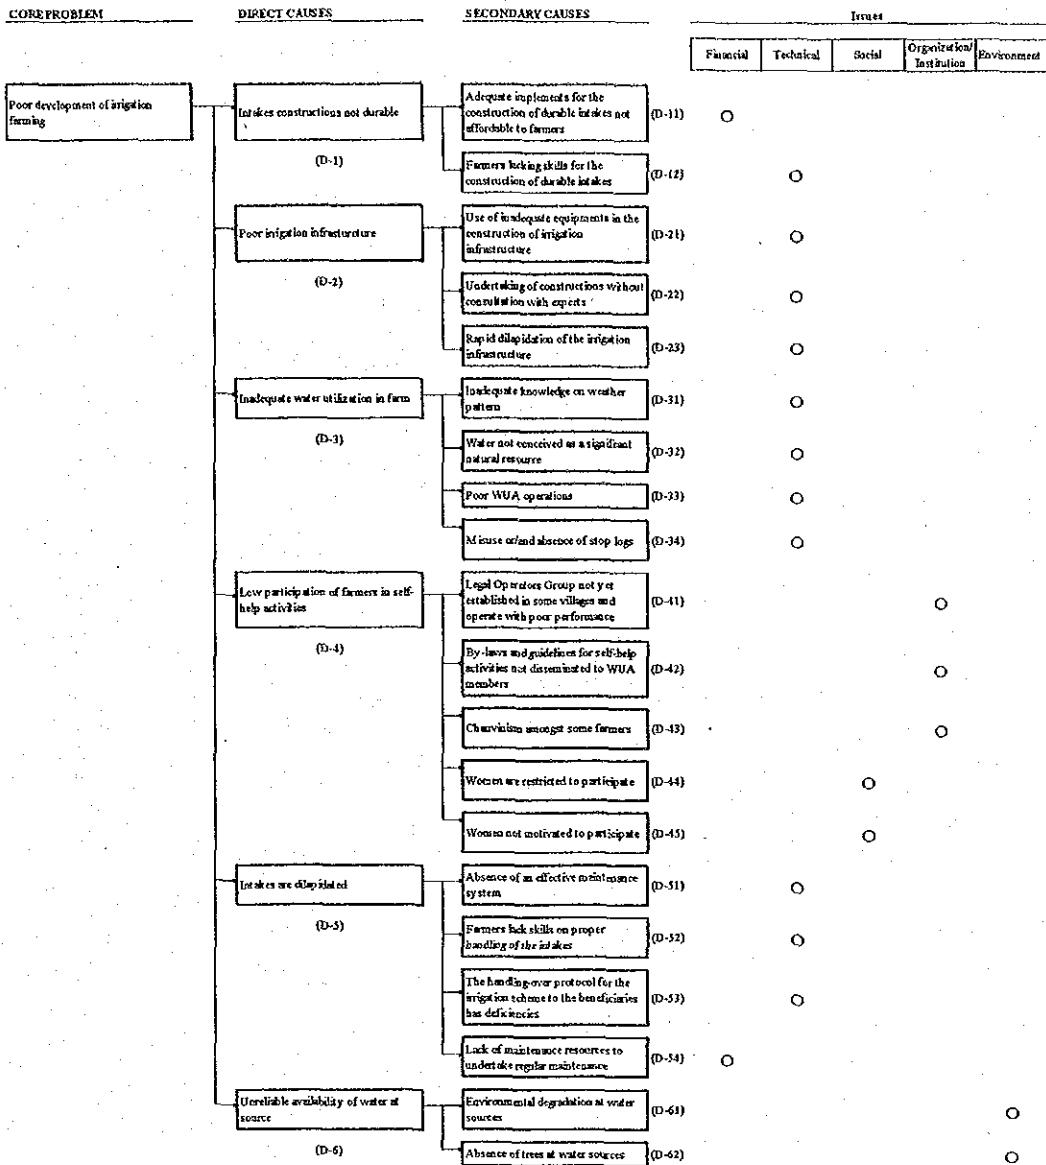 CORE PROBLEM
DIRECT CAUSES
SECONDARY CAUSES
Issues
Financial
Technical
Social
Organization/
Institution
Environment
Poor development of irrigation
farming
Intakes constructions not durable
(D-1)
Adequate implements for the
construction of durable intakes not
affordable to farmers
(D-11)
Farmers lacking skills for the
construction of durable intakes
(D-12)
Poor irrigation infrasturcture
(D-2)
Use of inadequate equipments in the
construction of irrigation
infrastructure
(D-21)
Undertaking of constructions without
consultation with experts
(D-22)
Rapid dilapidation of the irrigation
infrastructure
(D-23)
Inadequate water utilization in farm
(D-3)
Inadequate knowledge on weather
pattern
(D-31)
Water not conceived as a significant
natural resource
(D-32)
Poor WUA operations
(D-33)
Misuse or/and absence of stop logs
(D-34)
Low participation of farmers in self-
help activities
(D-4)
Legal Operators Group not yet
established in some villages and
operate with poor performance
(D-41)
By-laws and guidelines for self-help
activities not disseminated to WUA
members
(D-42)
Chauvinism amongst some farmers
(D-43)
Women are restricted to participate
(D-44)
Women not motivated to participate
(D-45)
Intakes are dilapidated
(D-5)
Absence of an effective maintenance
system
(D-51)
Farmers lack skills on proper
handling of the intakes
(D-52)
The handling-over protocol for the
irrigation scheme to the beneficiaries
has deficiencies
(D-53)
Lack of maintenance resources to
undertake regular maintenance
(D-54)
Unreliable availability of water at
source
(D-6)
Environmental degradation at water
sources
(D-61)
Absence of trees at water sources
(D-62)